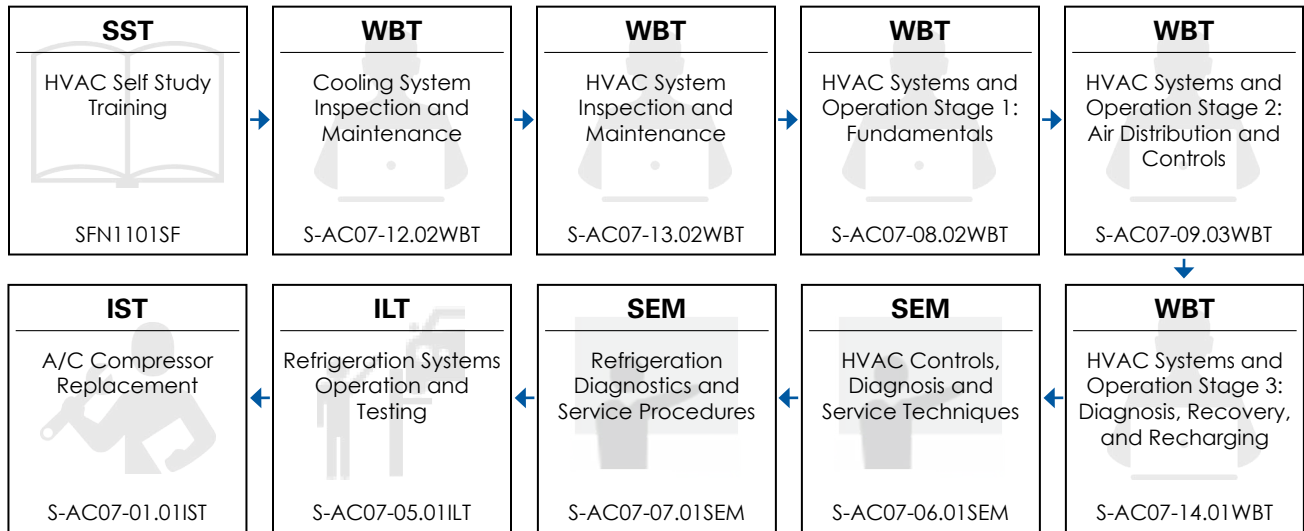 SST
HVAC Self Study
Training
SFN1101SF
WBT
Cooling System
Inspection and
Maintenance
S-AC07-12.02WBT
WBT
HVAC System
Inspection and
Maintenance
S-AC07-13.02WBT
WBT
HVAC Systems and
Operation Stage 1:
Fundamentals
S-AC07-08.02WBT
WBT
HVAC Systems and
Operation Stage 2:
Air Distribution and
Controls
S-AC07-09.03WBT
WBT
HVAC Systems and
Operation Stage 3:
Diagnosis, Recovery,
and Recharging
S-AC07-14.01WBT
SEM
HVAC Controls,
Diagnosis and
Service Techniques
S-AC07-06.01SEM
SEM
Refrigeration
Diagnostics and
Service Procedures
S-AC07-07.01SEM
ILT
Refrigeration Systems
Operation and
Testing
S-AC07-05.01ILT
IST
A/C Compressor
Replacement
S-AC07-01.01IST